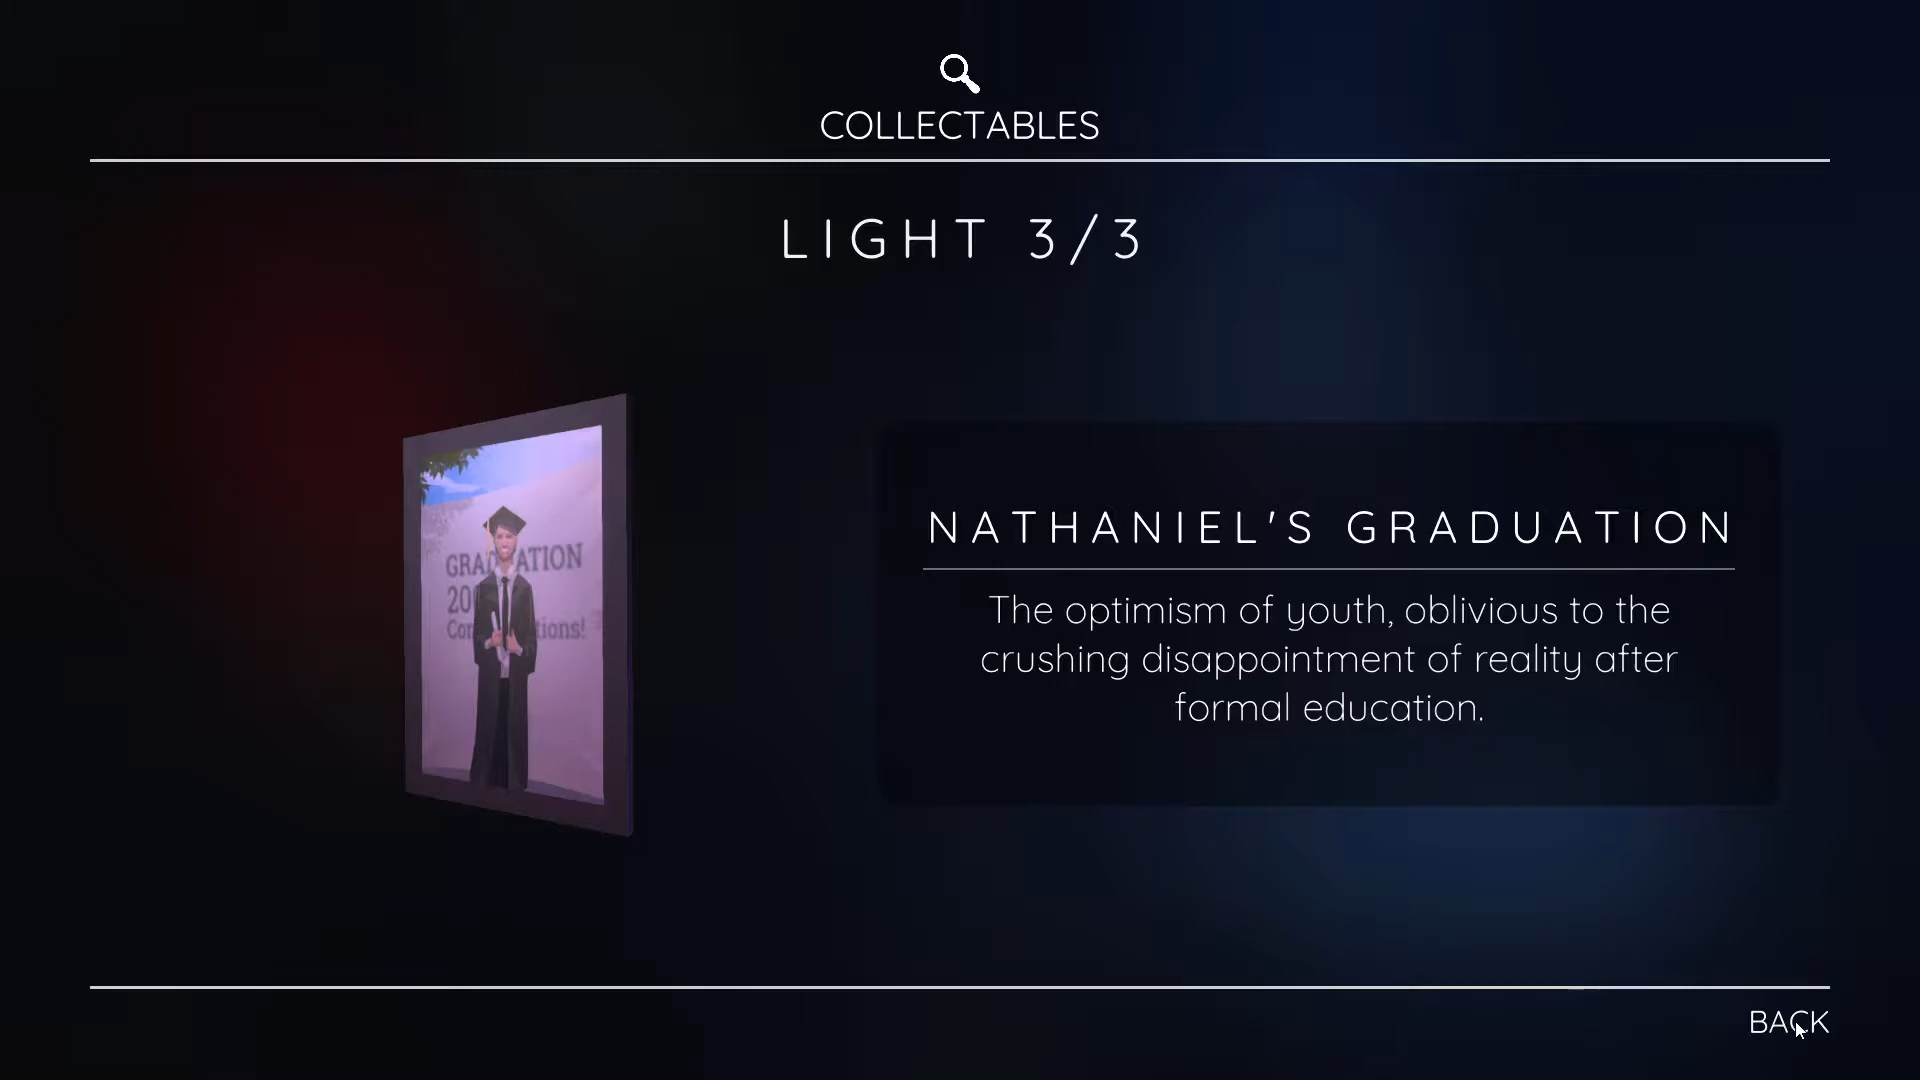 COLLECTABLES
LIGHT 3/3
NATHANIEL'S GRADUATION
The optimism of youth, oblivious to the
crushing disappointment of reality after
formal education.
BACK